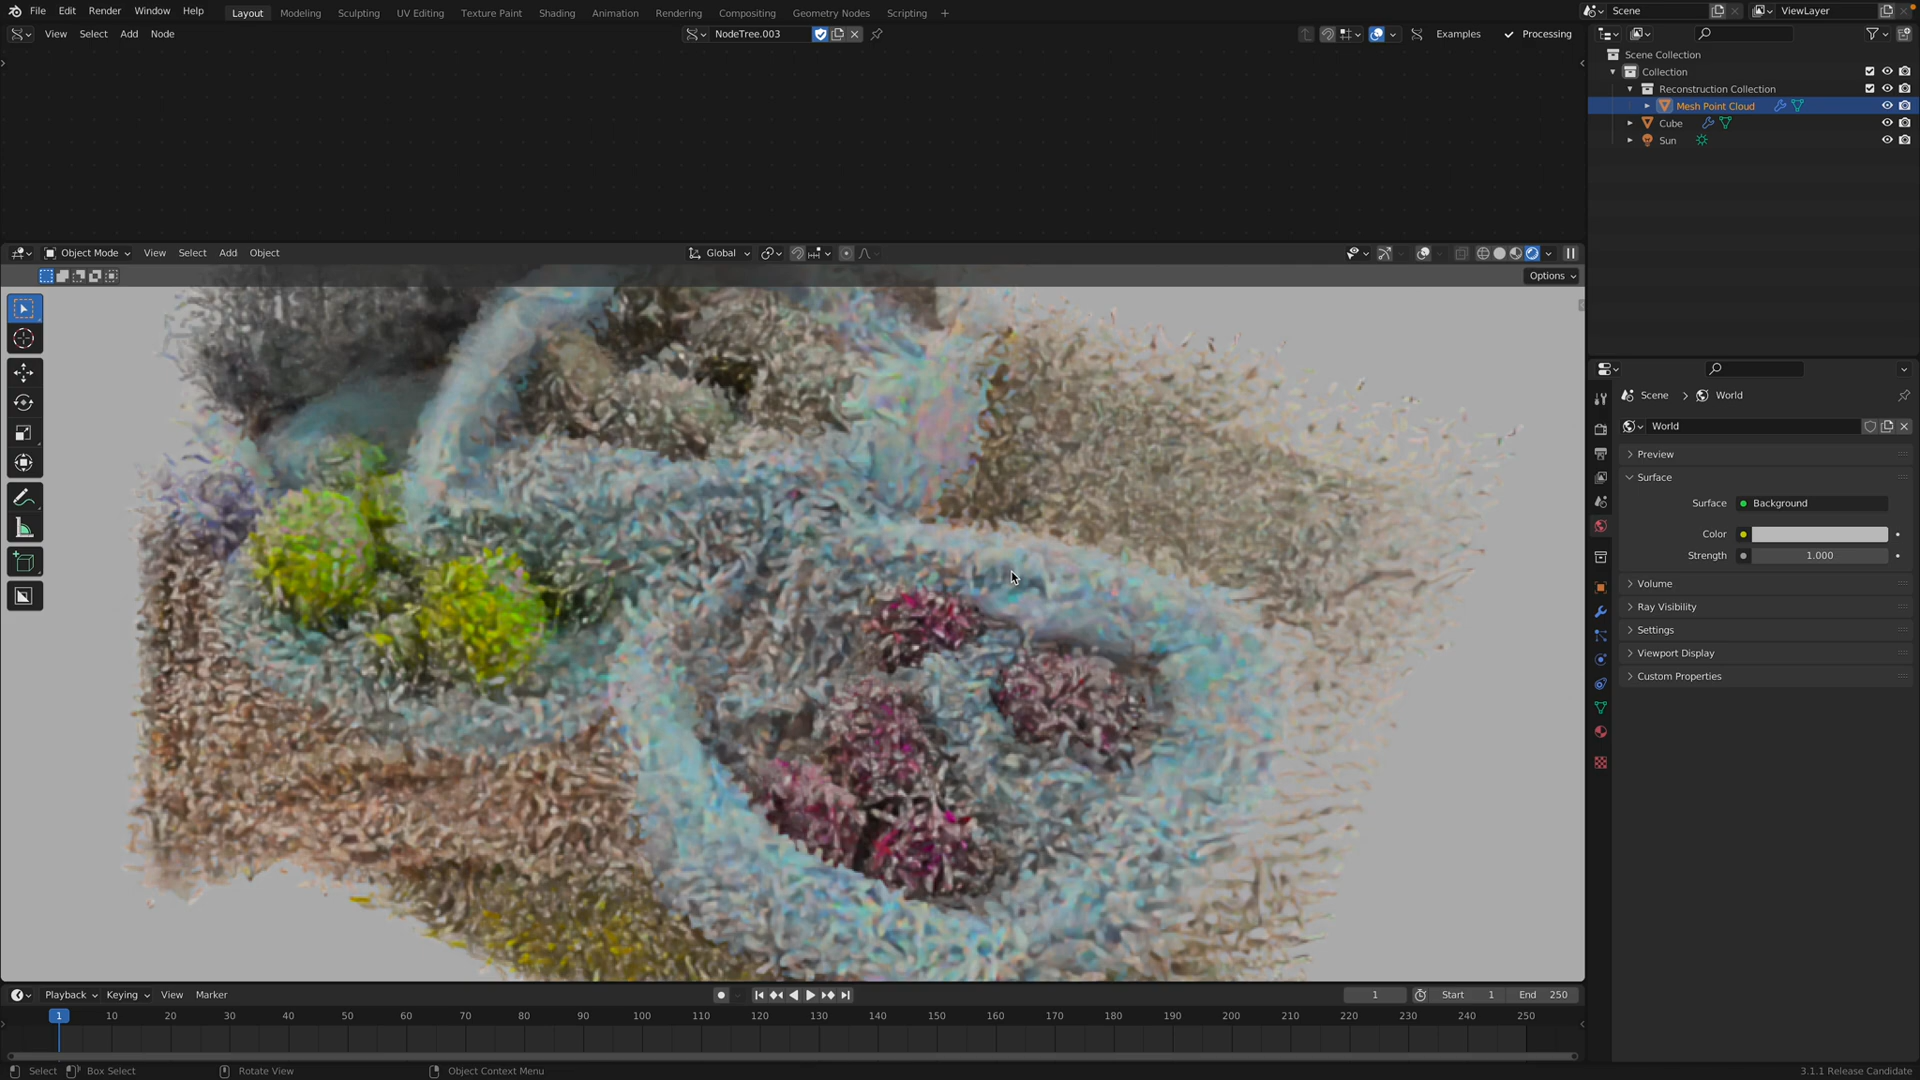 File Edit Render Window Help Layout Modeling Sculpting UV Editing Texture Paint Shading Animation Rendering Compositing Geometry Nodes Scripting + Scene ViewLayer
View Select Add Node NodeTree.003 Examples Processing
Scene Collection
Collection
Reconstruction Collection
Mesh Point Cloud
Cube
Sun
Object Mode View Select Add Object Global
Options
Scene World
World
Preview
Surface
Surface Background
Color
Strength 1.000
Volume
Ray Visibility
Settings
Viewport Display
Custom Properties
Playback Keying View Marker 1 Start 1 End 250
1 10 20 30 40 50 60 70 80 90 100 110 120 130 140 150 160 170 180 190 200 210 220 230 240 250
Select Box Select Rotate View Object Context Menu 3.1.1 Release Candidate